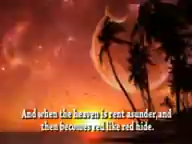 And when the heaven is rent asunder, and
then becomes red like red hide.